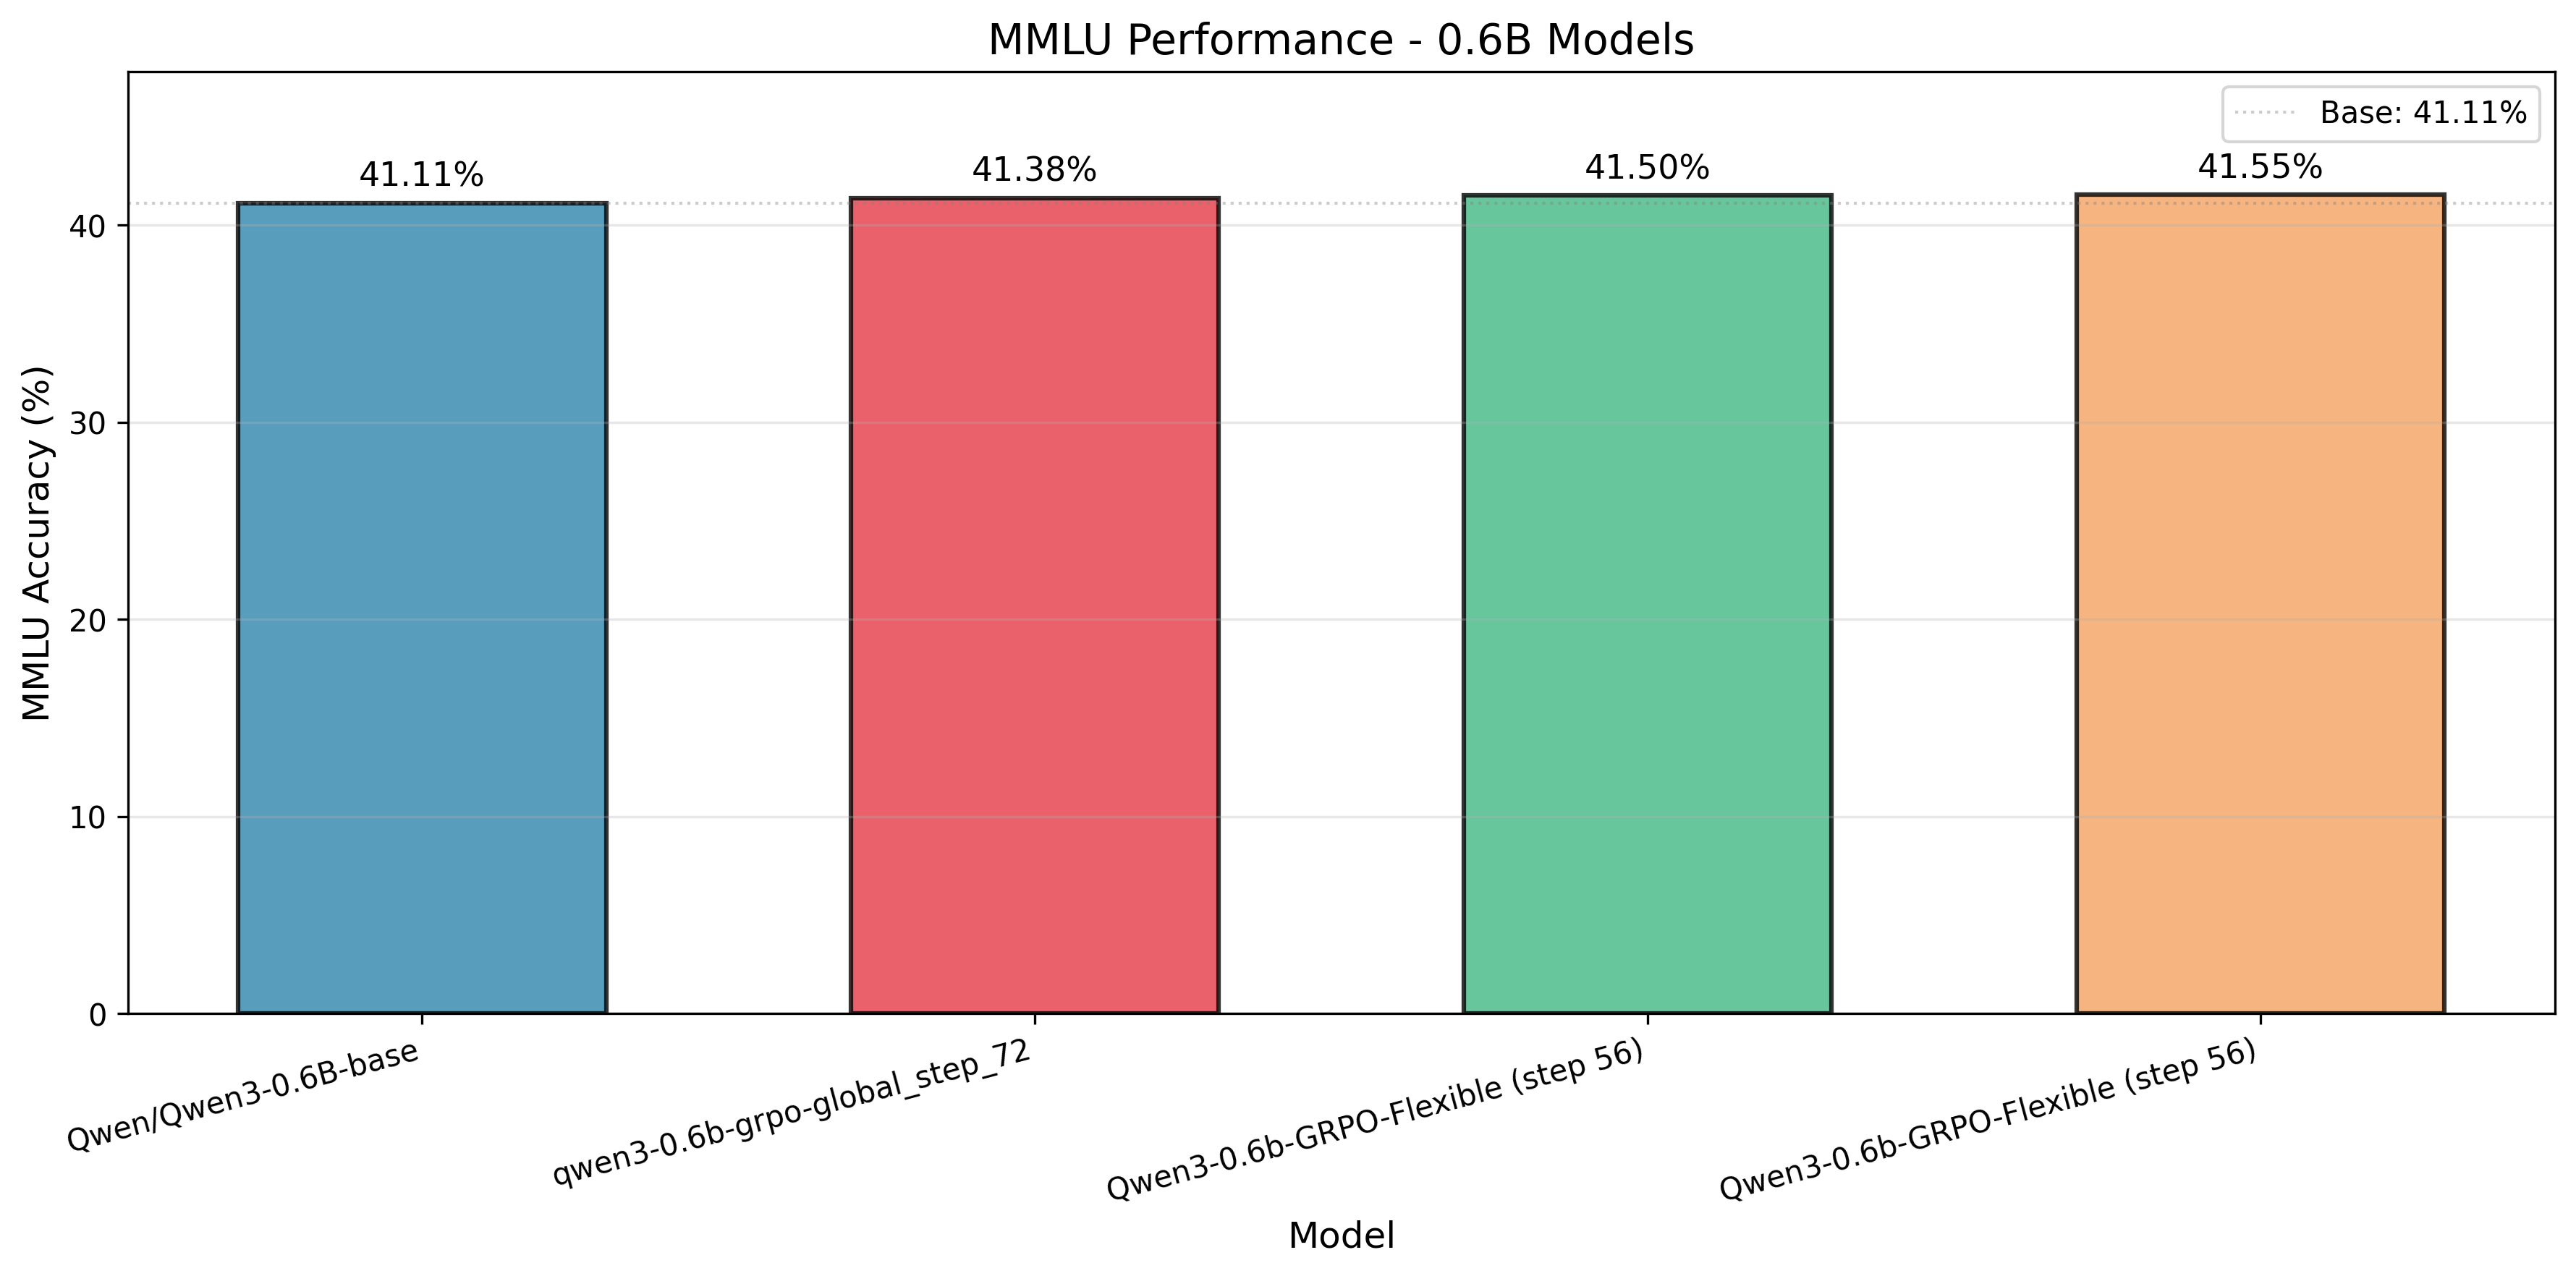 MMLU Performance - 0.6B Models
Base: 41.11%
41.11%
41.38%
41.50%
41.55%
MMLU Accuracy (%)
40
30
20
10
0
Qwen/Qwen3-0.6B-base
qwen3-0.6b-grpo-global_step_72
Qwen3-0.6b-GRPO-Flexible (step 56)
Qwen3-0.6b-GRPO-Flexible (step 56)
Model